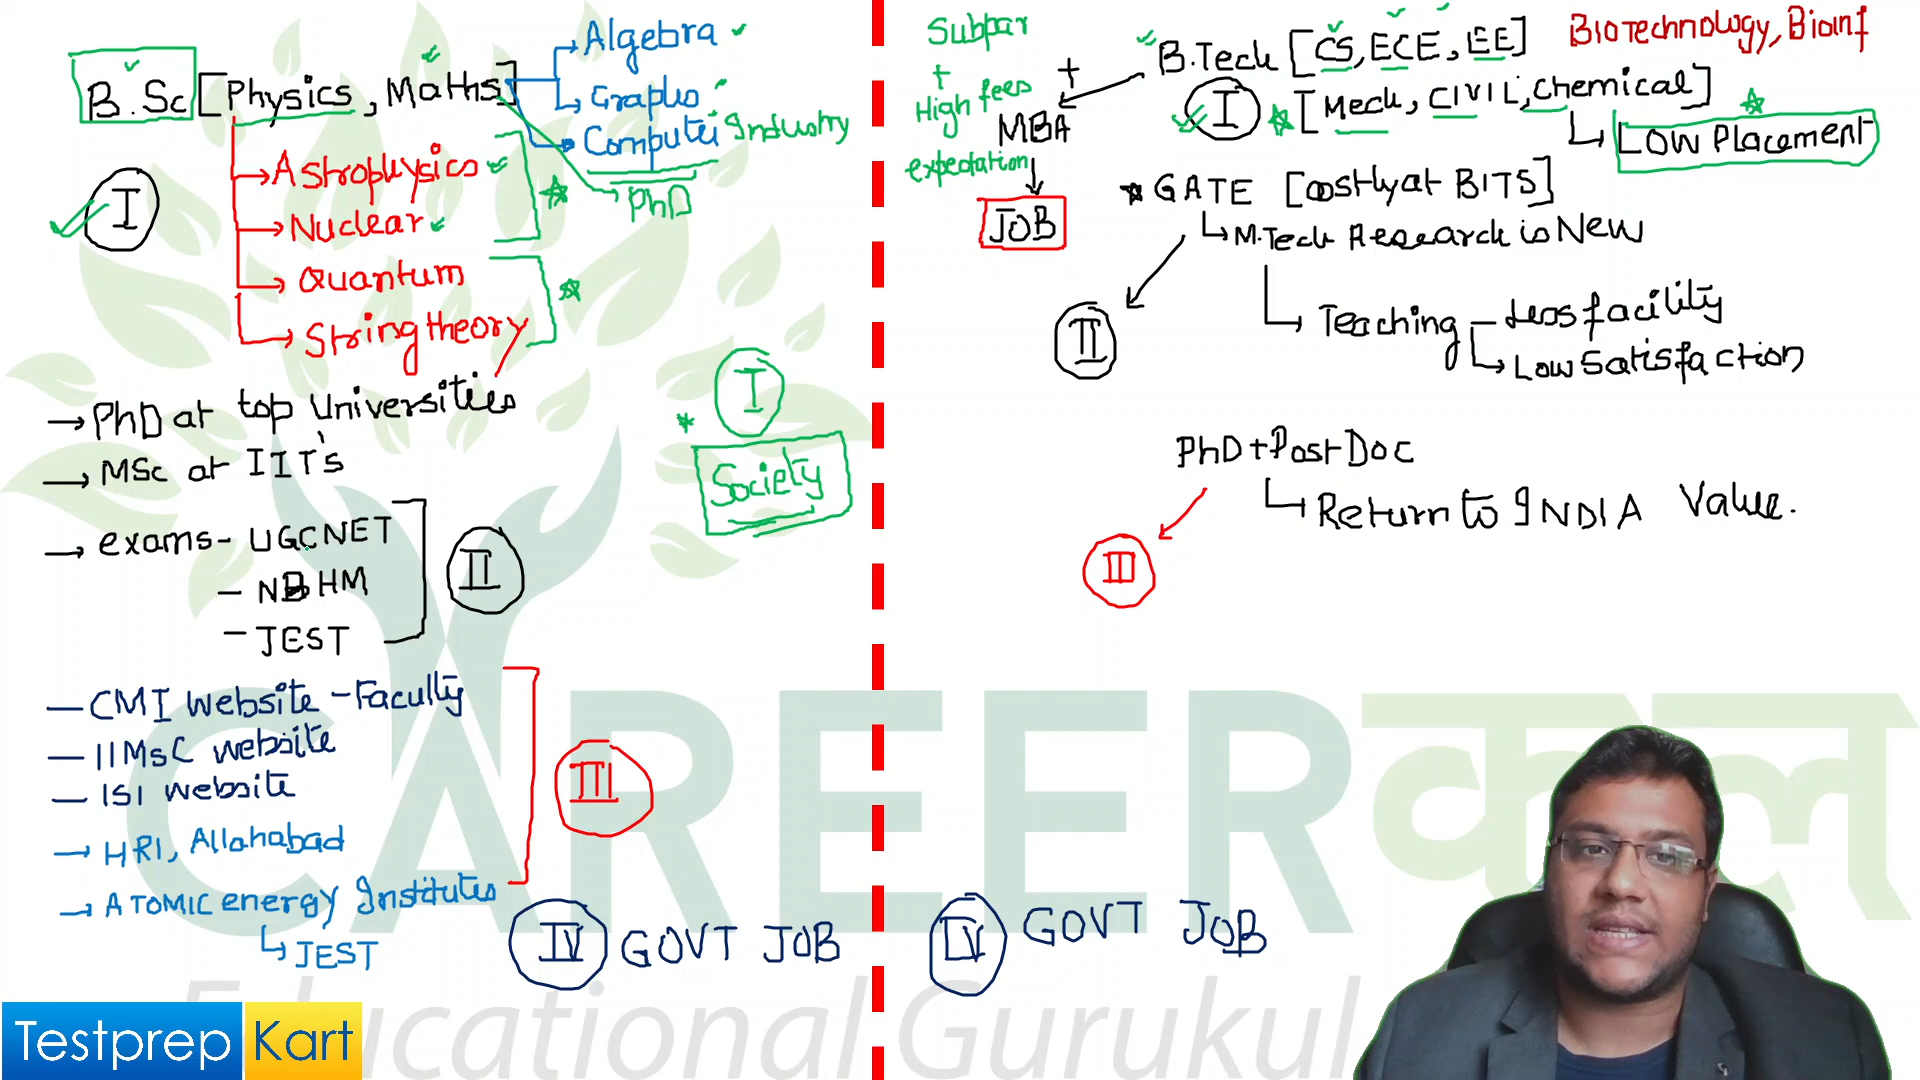 B.Sc [Physics, Maths]
Algebra
Graphs
Computer Industry
PhD
I
Astrophysics
Nuclear
Quantum
String theory
→ PhD at top Universities
→ MSc at IIT's
→ exams - UGCNET
- NBHM
- JEST
II
I
Society
- CMI website - Faculty
- IIMSC website
- ISI website
→ HRI, Allahabad
→ ATOMIC energy Institutes
JEST
III
IV GOVT JOB
Subpar
+
High fees
expectation
B.Tech [CS, ECE, EE]
BIOTechnology, Bioinf
+
MBA
JOB
I
[Mech, CIVIL, Chemical]
LOW Placement
GATE [costly at BITS]
M.Tech Research is New
II
Teaching - Less facility
Low Satisfaction
PhD + Post Doc
Return to INDIA Value.
III
IV GOVT JOB
CAREERकल
Educational Gurukul
Testprep Kart